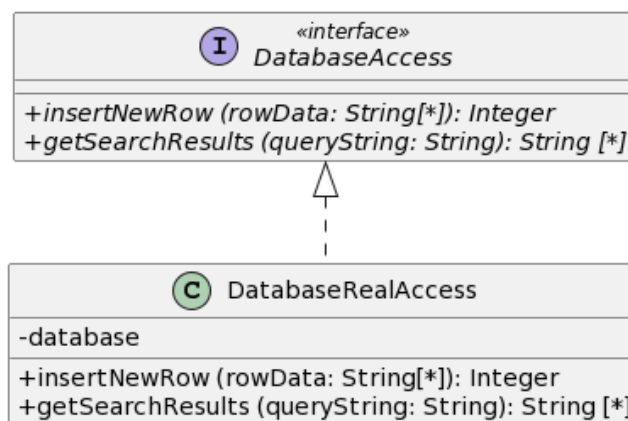 I
«interface»
DatabaseAccess
+insertNewRow (rowData: String[*]): Integer
+getSearchResults (queryString: String): String [*]
C
DatabaseRealAccess
-database
+insertNewRow (rowData: String[*]): Integer
+getSearchResults (queryString: String): String [*]